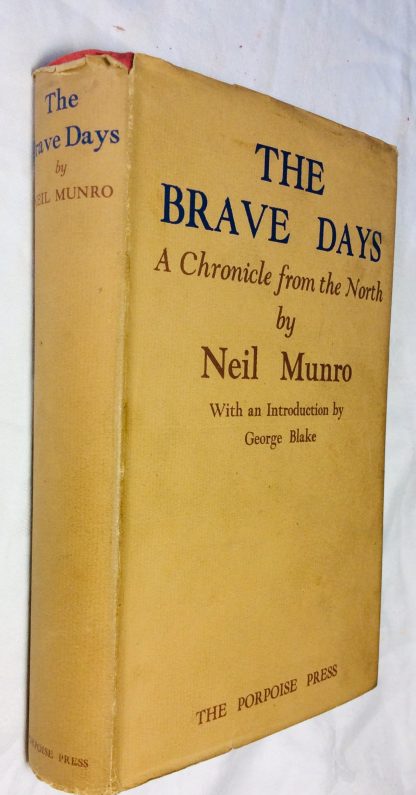 The
Brave Days
by
NEIL MUNRO
PORPOISE PRESS
THE
BRAVE DAYS
A Chronicle from the North
by
Neil Munro
With an Introduction by
George Blake
THE PORPOISE PRESS